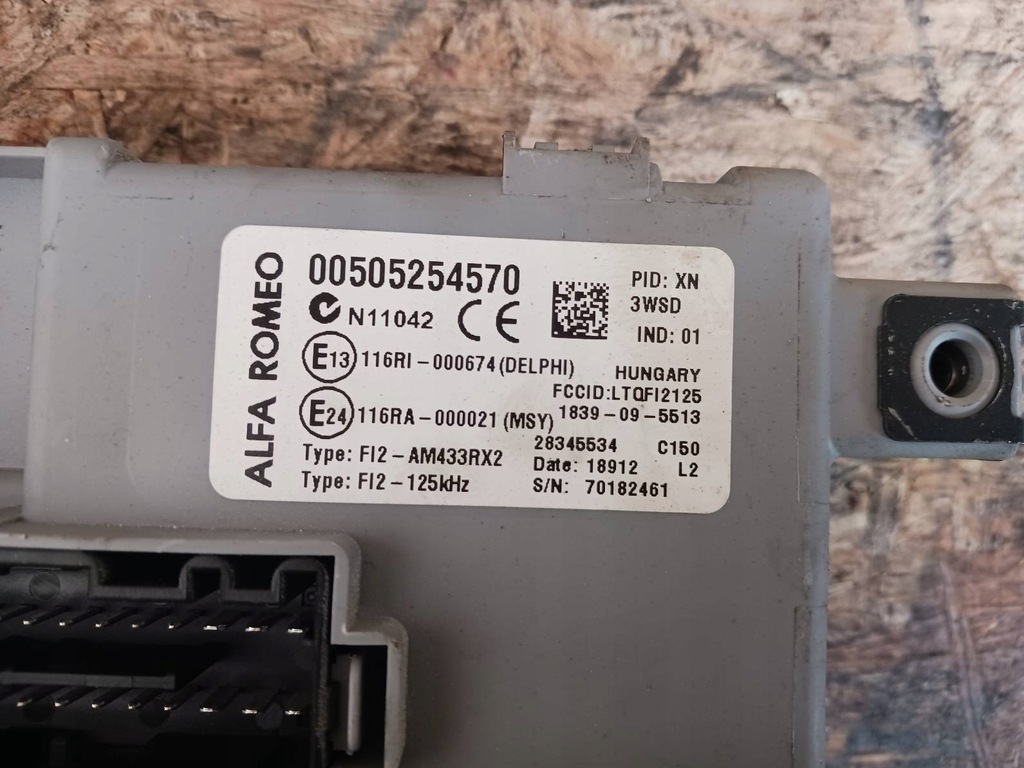 ALFA ROMEO
00505254570
N11042 CE
PID: XN
3WSD
IND: 01
E13 116RI-000674 (DELPHI)
E24 116RA-000021 (MSY)
Type: FI2-AM433RX2
Type: FI2-125kHz
HUNGARY
FCCID:LTQFI2125
1839-09-5513
28345534 C150
Date: 18912 L2
S/N: 70182461